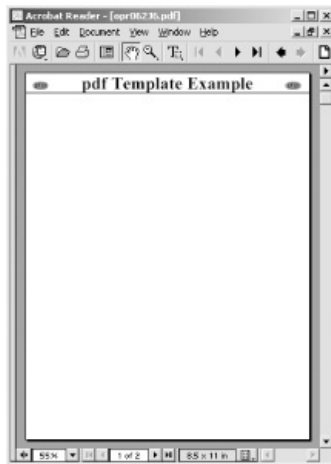 Acrobat Reader - [opr06236.pdf]
File Edit Document View Window Help
pdf Template Example
55% 1 of 2 8.5 x 11 in